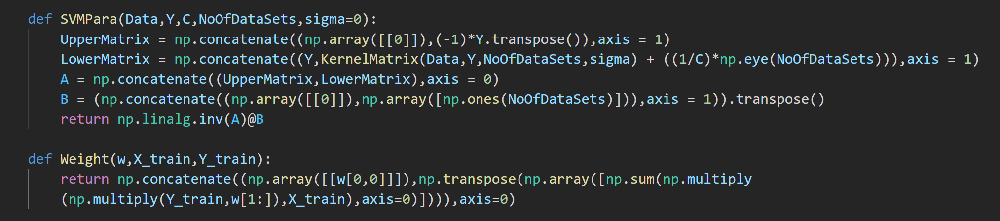 def SVMPara(Data,Y,C,NoOfDataSets,sigma=0):
    UpperMatrix = np.concatenate((np.array([[0]]),(-1)*Y.transpose()),axis = 1)
    LowerMatrix = np.concatenate((Y,KernelMatrix(Data,Y,NoOfDataSets,sigma) + ((1/C)*np.eye(NoOfDataSets))),axis = 1)
    A = np.concatenate((UpperMatrix,LowerMatrix),axis = 0)
    B = (np.concatenate((np.array([[0]]),np.array([np.ones(NoOfDataSets)])),axis = 1)).transpose()
    return np.linalg.inv(A)@B

def Weight(w,X_train,Y_train):
    return np.concatenate((np.array([[w[0,0]]]),np.transpose(np.array([np.sum(np.multiply
    (np.multiply(Y_train,w[1:]),X_train),axis=0)]))),axis=0)